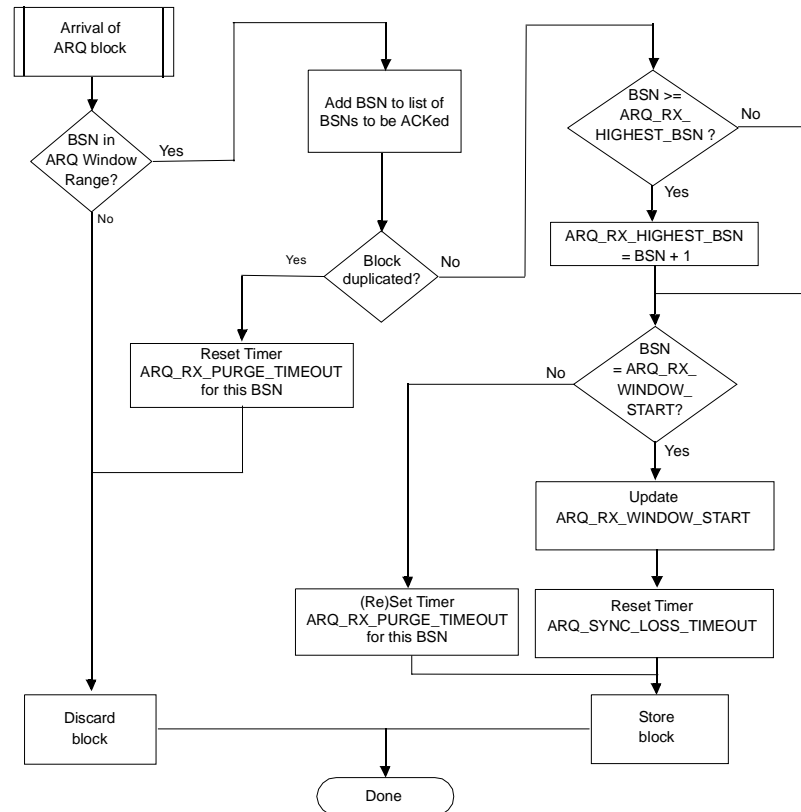 Arrival of
ARQ block
BSN in
ARQ Window
Range?
Yes
No
Add BSN to list of
BSNs to be ACKed
Block
duplicated?
Yes
No
Reset Timer
ARQ_RX_PURGE_TIMEOUT
for this BSN
BSN >=
ARQ_RX_
HIGHEST_BSN ?
No
Yes
ARQ_RX_HIGHEST_BSN
= BSN + 1
BSN
= ARQ_RX_
WINDOW_
START?
No
Yes
Update
ARQ_RX_WINDOW_START
(Re)Set Timer
ARQ_RX_PURGE_TIMEOUT
for this BSN
Reset Timer
ARQ_SYNC_LOSS_TIMEOUT
Discard
block
Store
block
Done